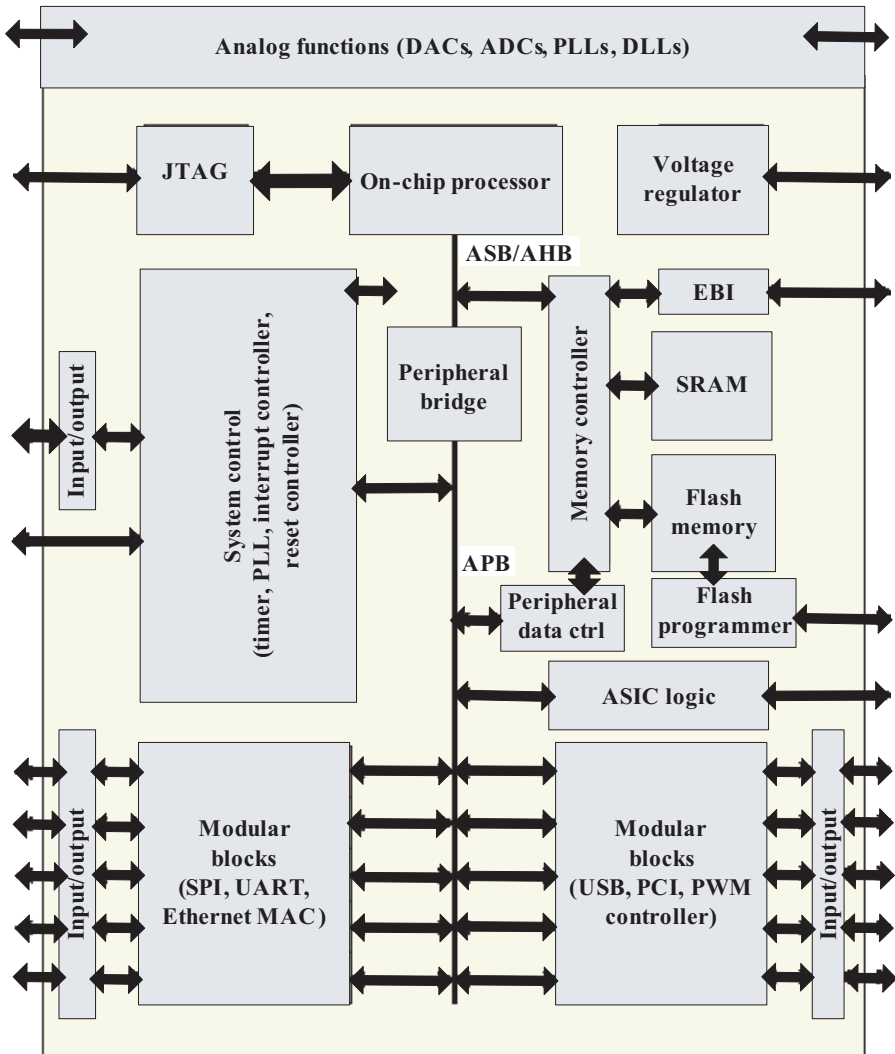 Analog functions (DACs, ADCs, PLLs, DLLs)
JTAG
On-chip processor
Voltage
regulator
ASB/AHB
EBI
Memory controller
SRAM
Peripheral
bridge
Input/output
System control
(timer, PLL, interrupt controller,
reset controller)
Flash
memory
APB
Peripheral
data ctrl
Flash
programmer
ASIC logic
Input/output
Modular
blocks
(SPI, UART,
Ethernet MAC)
Modular
blocks
(USB, PCI, PWM
controller)
Input/output